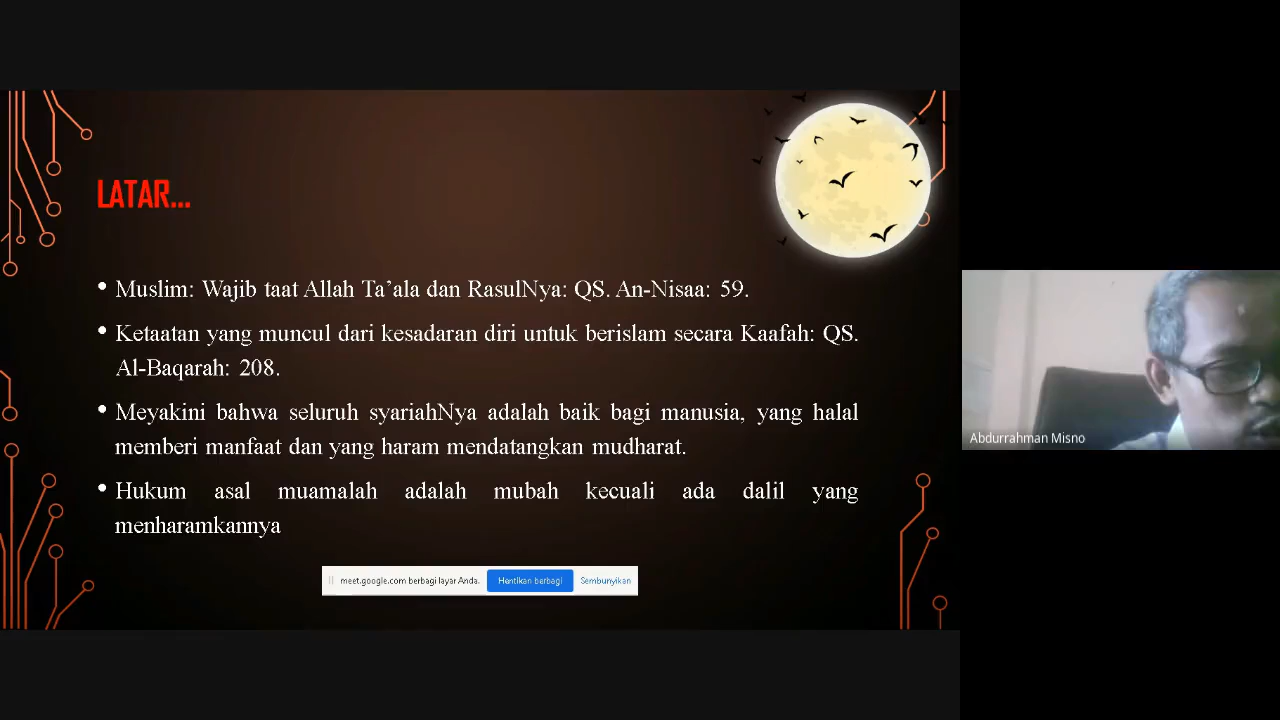 LATAR...
• Muslim: Wajib taat Allah Ta’ala dan RasulNya: QS. An-Nisaa: 59.
• Ketaatan yang muncul dari kesadaran diri untuk berislam secara Kaafah: QS.
Al-Baqarah: 208.
• Meyakini bahwa seluruh syariahNya adalah baik bagi manusia, yang halal
memberi manfaat dan yang haram mendatangkan mudharat.
• Hukum asal muamalah adalah mubah kecuali ada dalil yang
menharamkannya
meet.google.com berbagi layar Anda. Hentikan berbagi Sembunyikan
Abdurrahman Misno